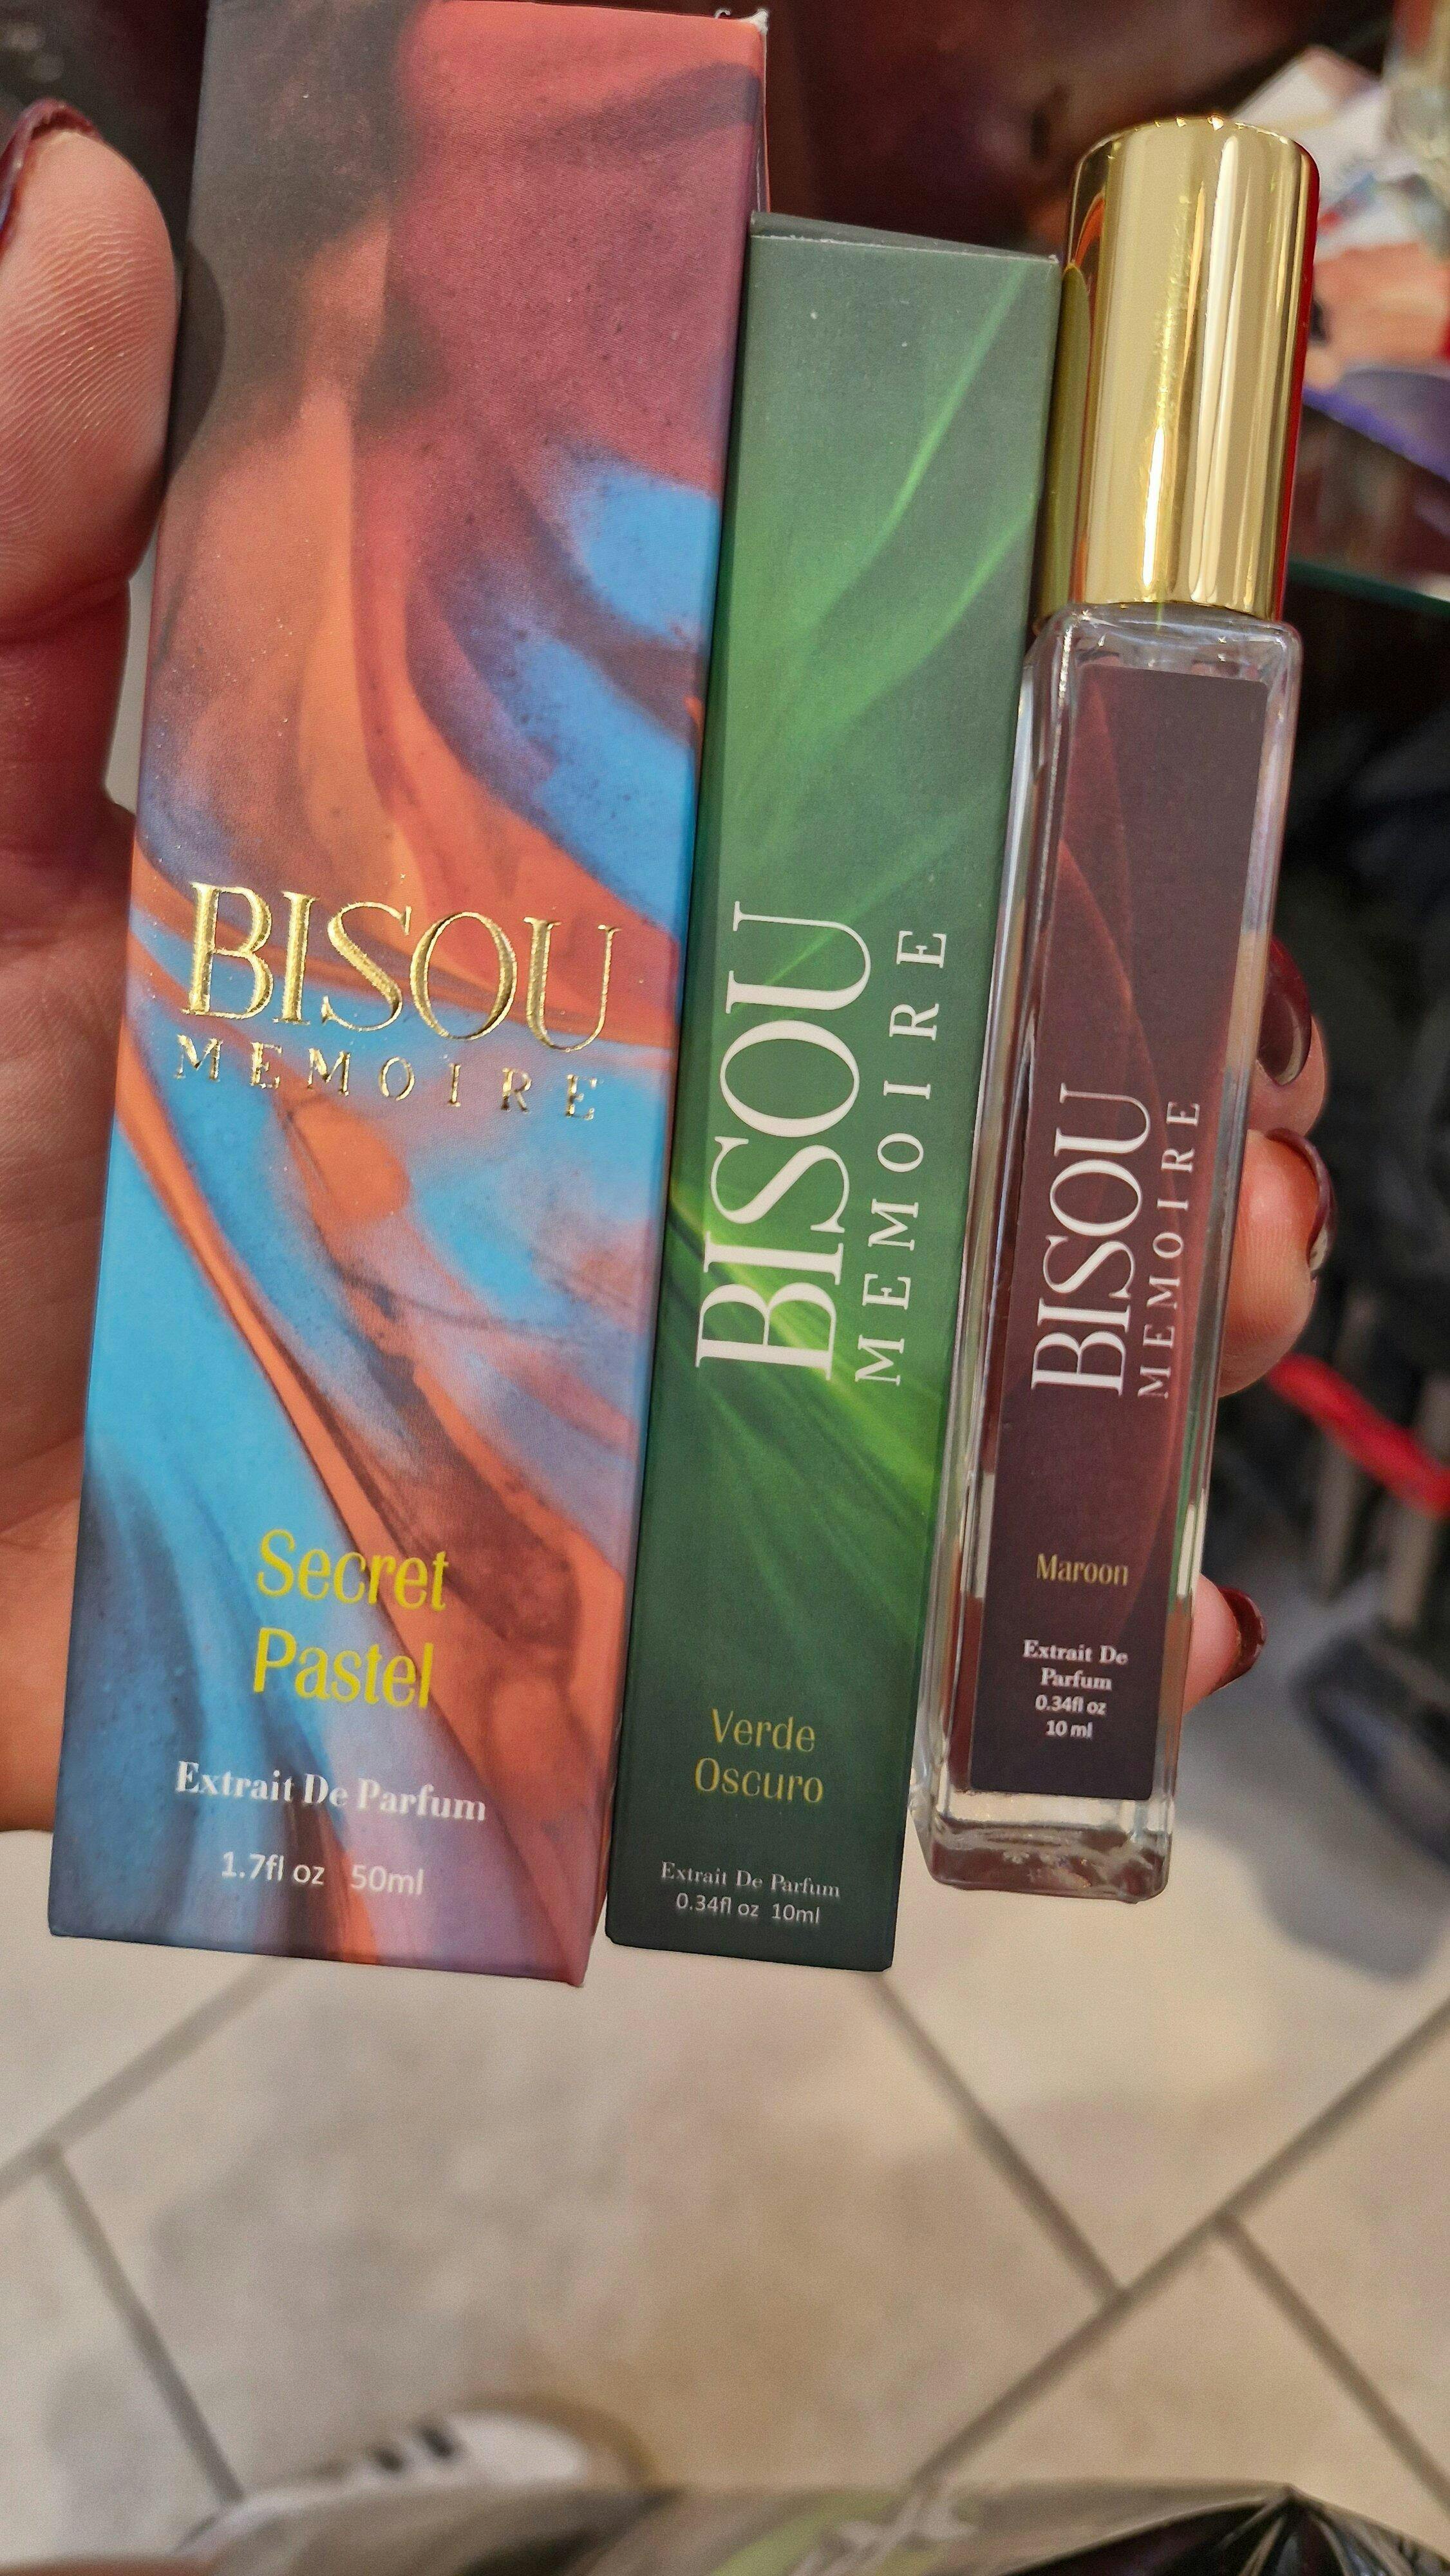 BISOU
MEMOIRE
Secret
Pastel
Extrait De Parfum
1.7fl oz 50ml
BISOU
MEMOIRE
Verde
Oscuro
Extrait De Parfum
0.34fl oz 10ml
BISOU
MEMOIRE
Maroon
Extrait De
Parfum
0.34fl oz
10 ml